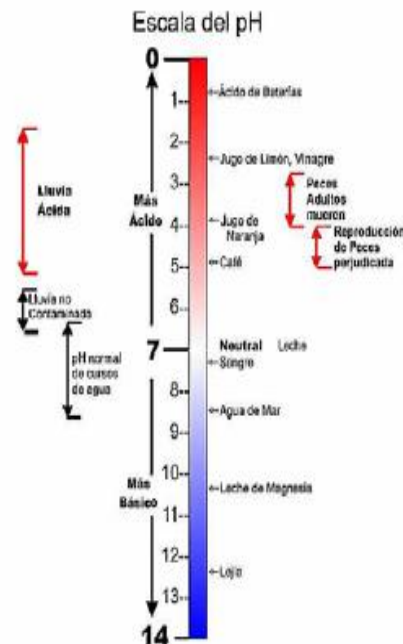 Escala del pH
0
1
2
3
4
5
6
7
8
9
10
11
12
13
14
Más
Ácido
Más
Básico
Lluvia
Ácida
Lluvia no
Contaminada
pH normal
de cursos
de agua
Ácido de Baterías
Jugo de Limón, Vinagre
Jugo de
Naranja
Café
Neutral Leche
Sangre
Agua de Mar
Leche de Magnesia
Lejía
Peces
Adultos
mueren
Reproducción
de Peces
perjudicada